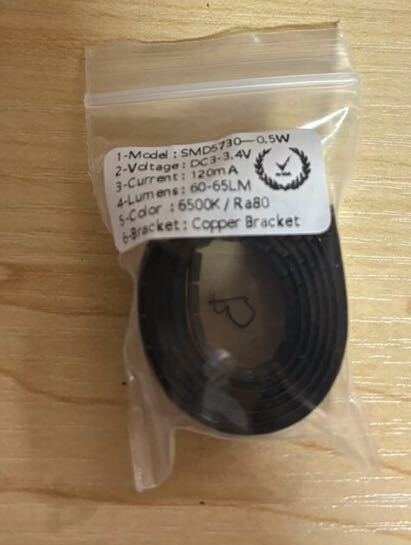 1-Model : SMD5730—0.5W
2-Voltage : DC3-3.4V
3-Current : 120mA
4-Lumens : 60-65LM
5-Color : 6500K / Ra80
6-Bracket : Copper Bracket